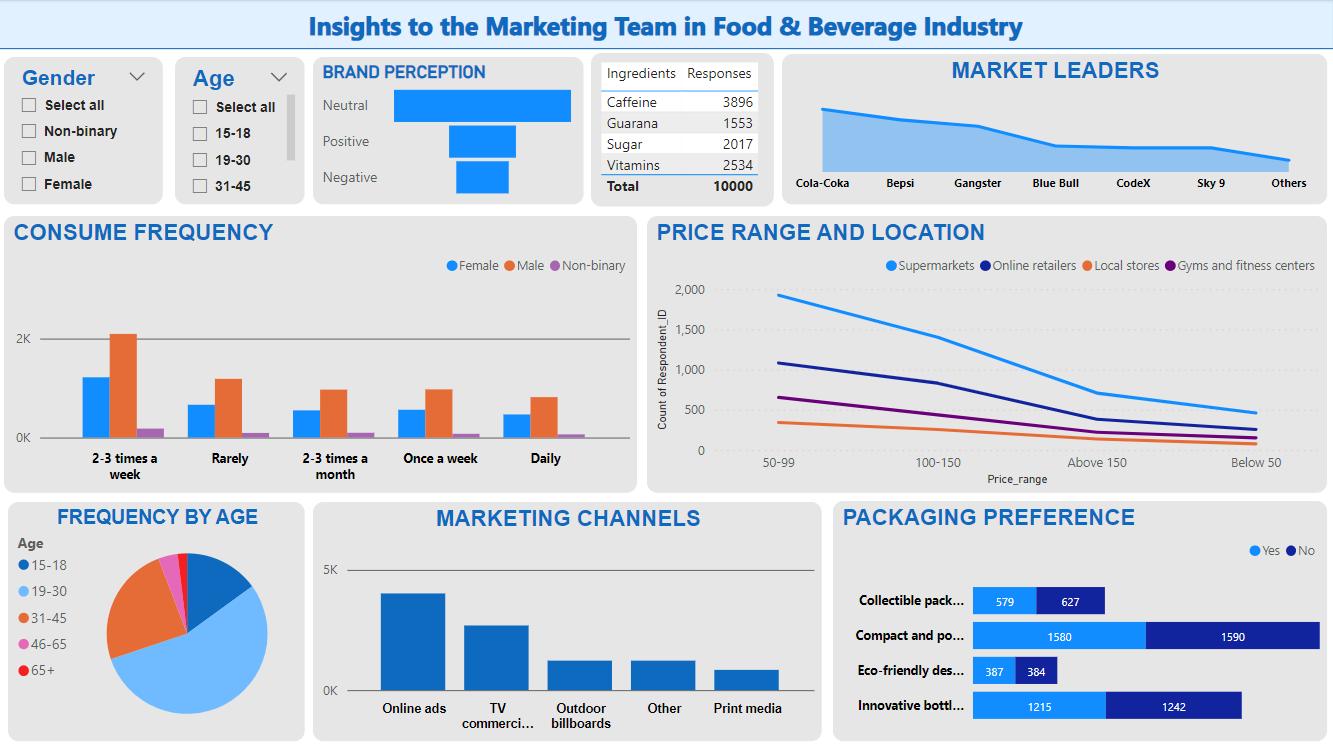 Insights to the Marketing Team in Food & Beverage Industry
Gender
Select all
Non-binary
Male
Female
Age
Select all
15-18
19-30
31-45
BRAND PERCEPTION
Neutral
Positive
Negative
Ingredients Responses
Caffeine 3896
Guarana 1553
Sugar 2017
Vitamins 2534
Total 10000
MARKET LEADERS
Cola-Coka Bepsi Gangster Blue Bull CodeX Sky 9 Others
CONSUME FREQUENCY
Female Male Non-binary
2K
0K
2-3 times a
week
Rarely
2-3 times a
month
Once a week
Daily
PRICE RANGE AND LOCATION
Supermarkets Online retailers Local stores Gyms and fitness centers
Count of Respondent_ID
2,000
1,500
1,000
500
0
50-99 100-150 Above 150 Below 50
Price_range
FREQUENCY BY AGE
Age
15-18
19-30
31-45
46-65
65+
MARKETING CHANNELS
5K
0K
Online ads
TV
commerci...
Outdoor
billboards
Other
Print media
PACKAGING PREFERENCE
Yes No
Collectible pack... 579 627
Compact and po... 1580 1590
Eco-friendly des... 387 384
Innovative bottl... 1215 1242